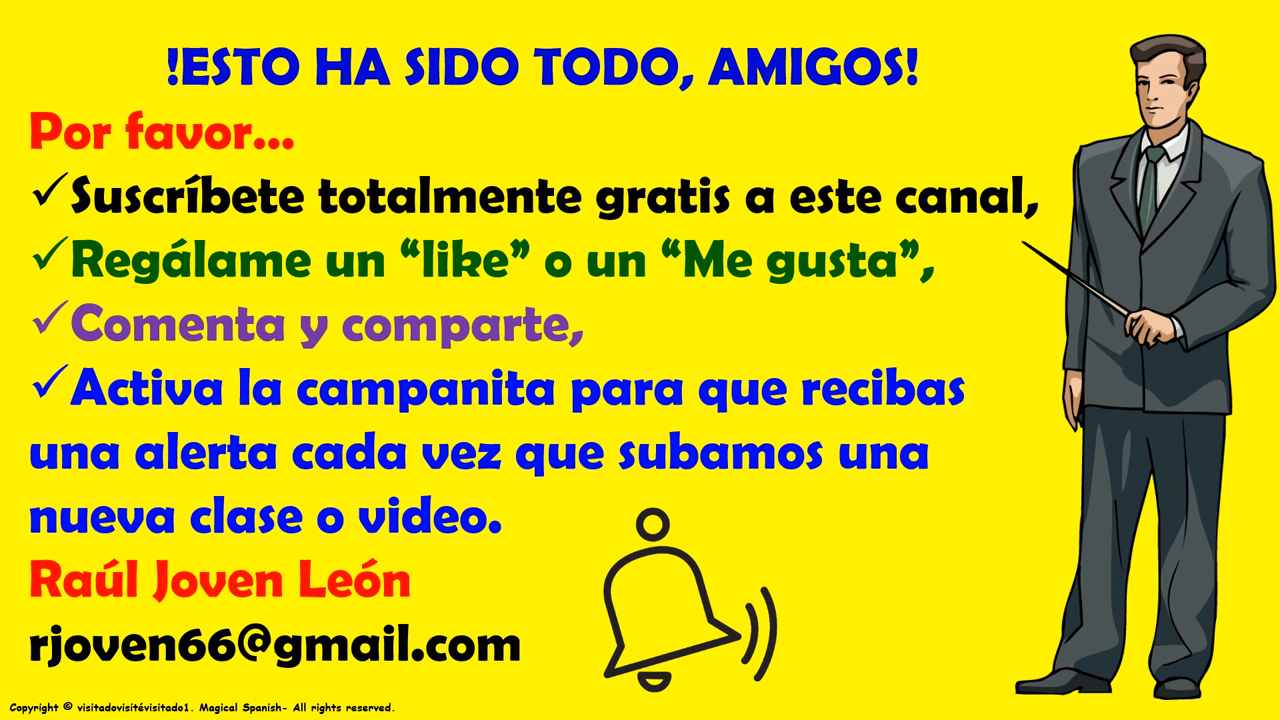 !ESTO HA SIDO TODO, AMIGOS!
Por favor...
✓Suscríbete totalmente gratis a este canal,
✓Regálame un “like” o un “Me gusta”,
✓Comenta y comparte,
✓Activa la campanita para que recibas
una alerta cada vez que subamos una
nueva clase o video.
Raúl Joven León
rjoven66@gmail.com
Copyright © visitadovisitévisitado1. Magical Spanish- All rights reserved.